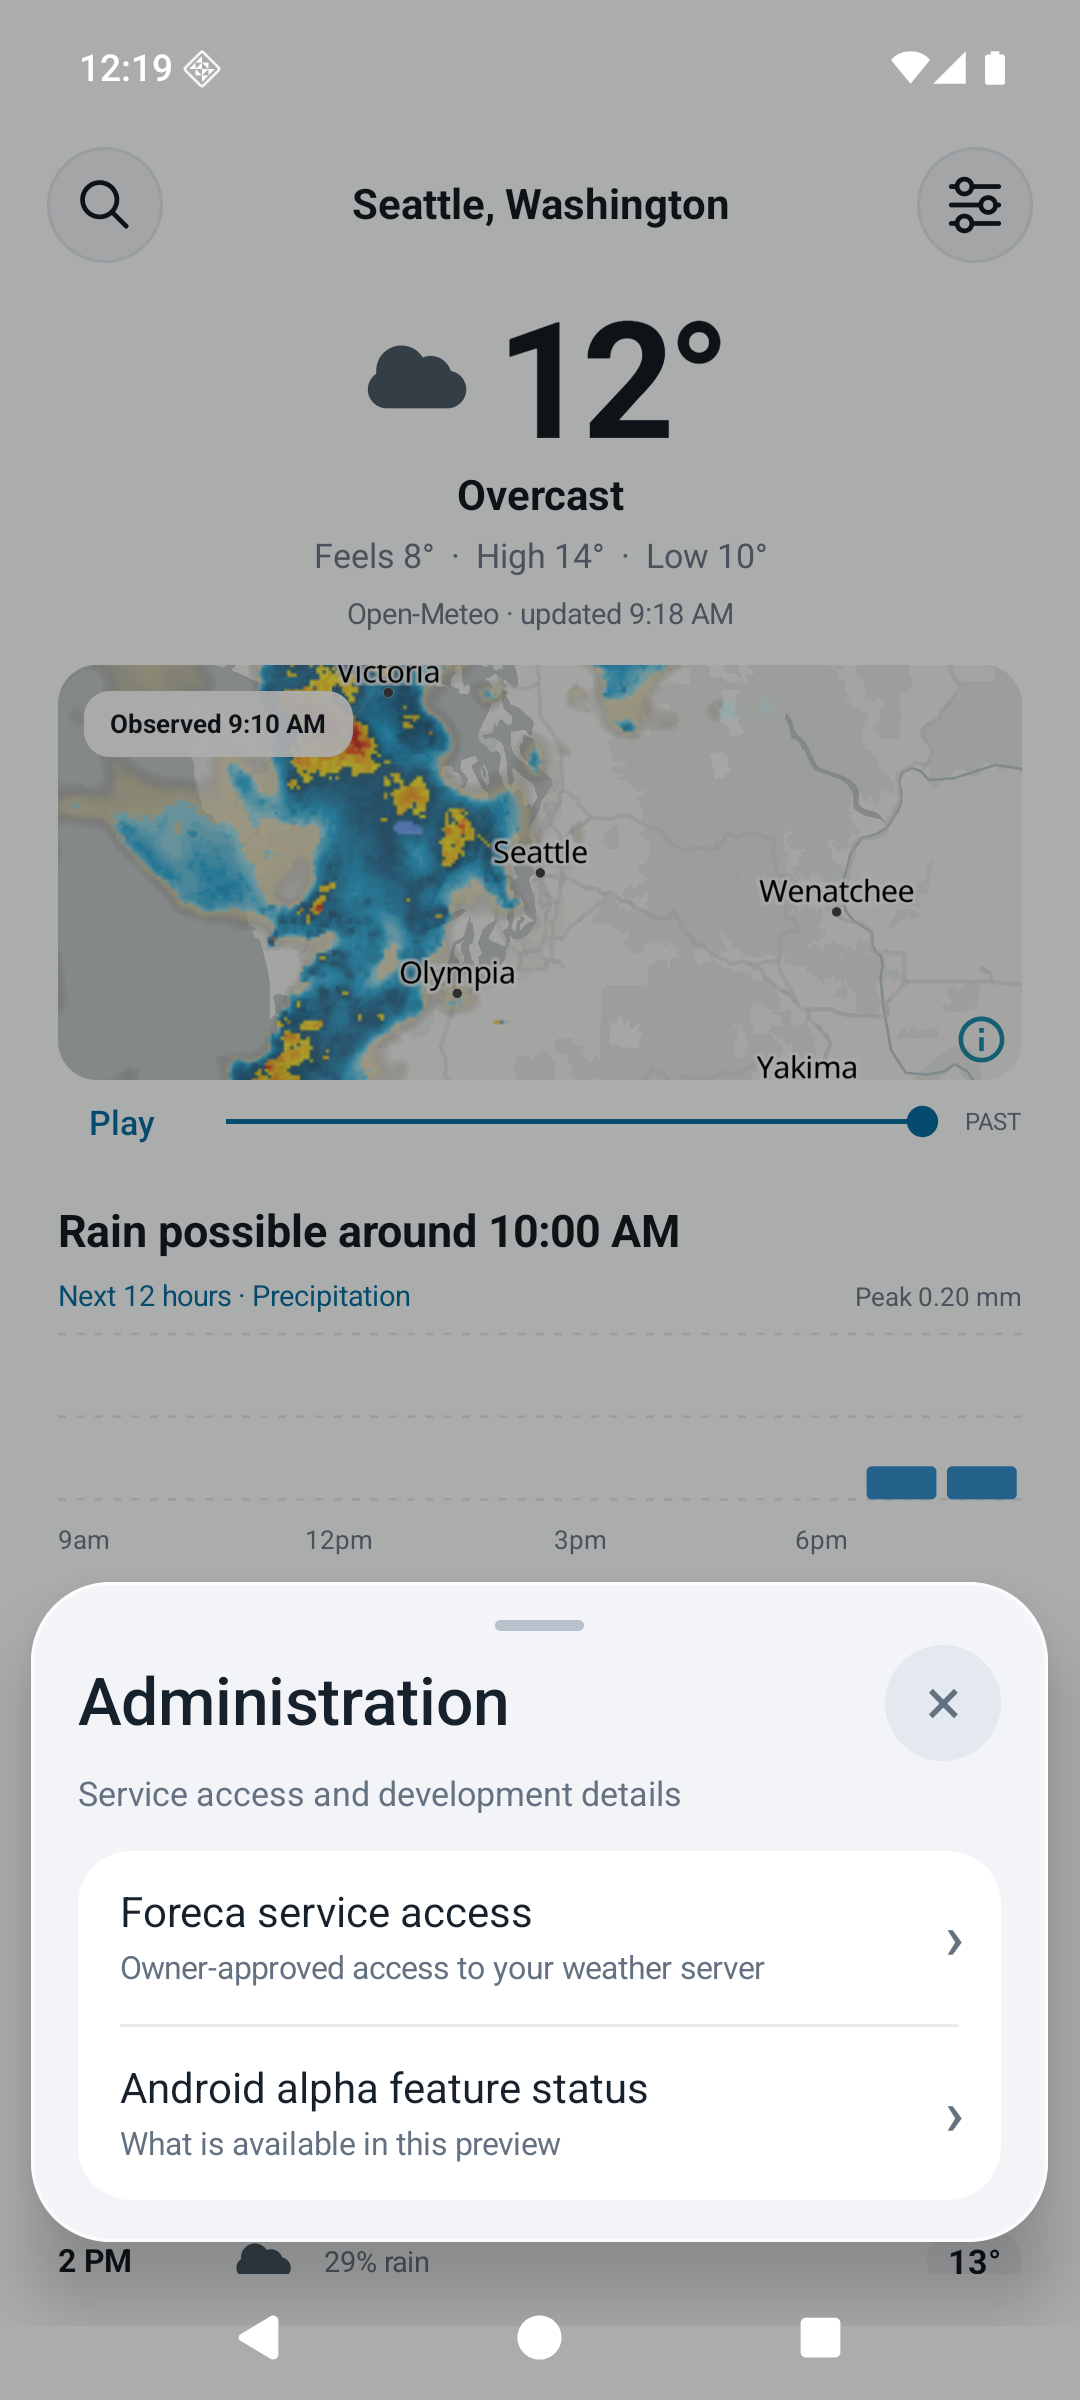 12:19
Seattle, Washington
12°
Overcast
Feels 8° · High 14° · Low 10°
Open-Meteo · updated 9:18 AM
Victoria
Observed 9:10 AM
Seattle
Wenatchee
Olympia
Yakima
Play
PAST
Rain possible around 10:00 AM
Next 12 hours · Precipitation
Peak 0.20 mm
9am 12pm 3pm 6pm
Hourly
Administration
Service access and development details
Foreca service access
Owner-approved access to your weather server
Android alpha feature status
What is available in this preview
2 PM 29% rain 13°